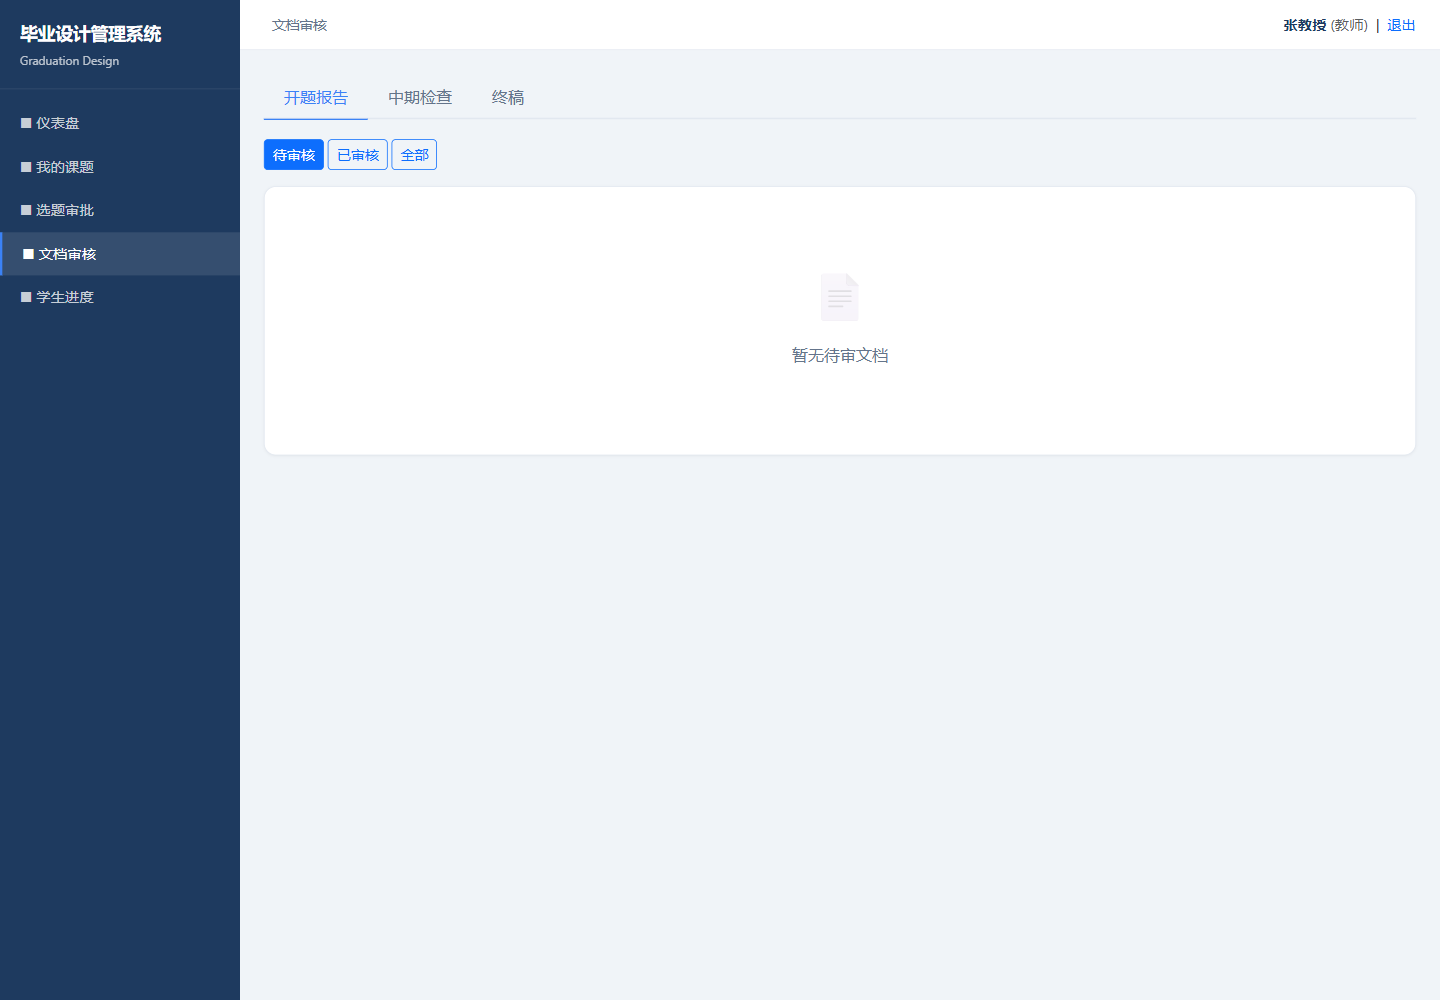 毕业设计管理系统
Graduation Design
仪表盘
我的课题
选题审批
文档审核
学生进度
文档审核
张教授 (教师) | 退出
开题报告 中期检查 终稿
待审核 已审核 全部
暂无待审文档